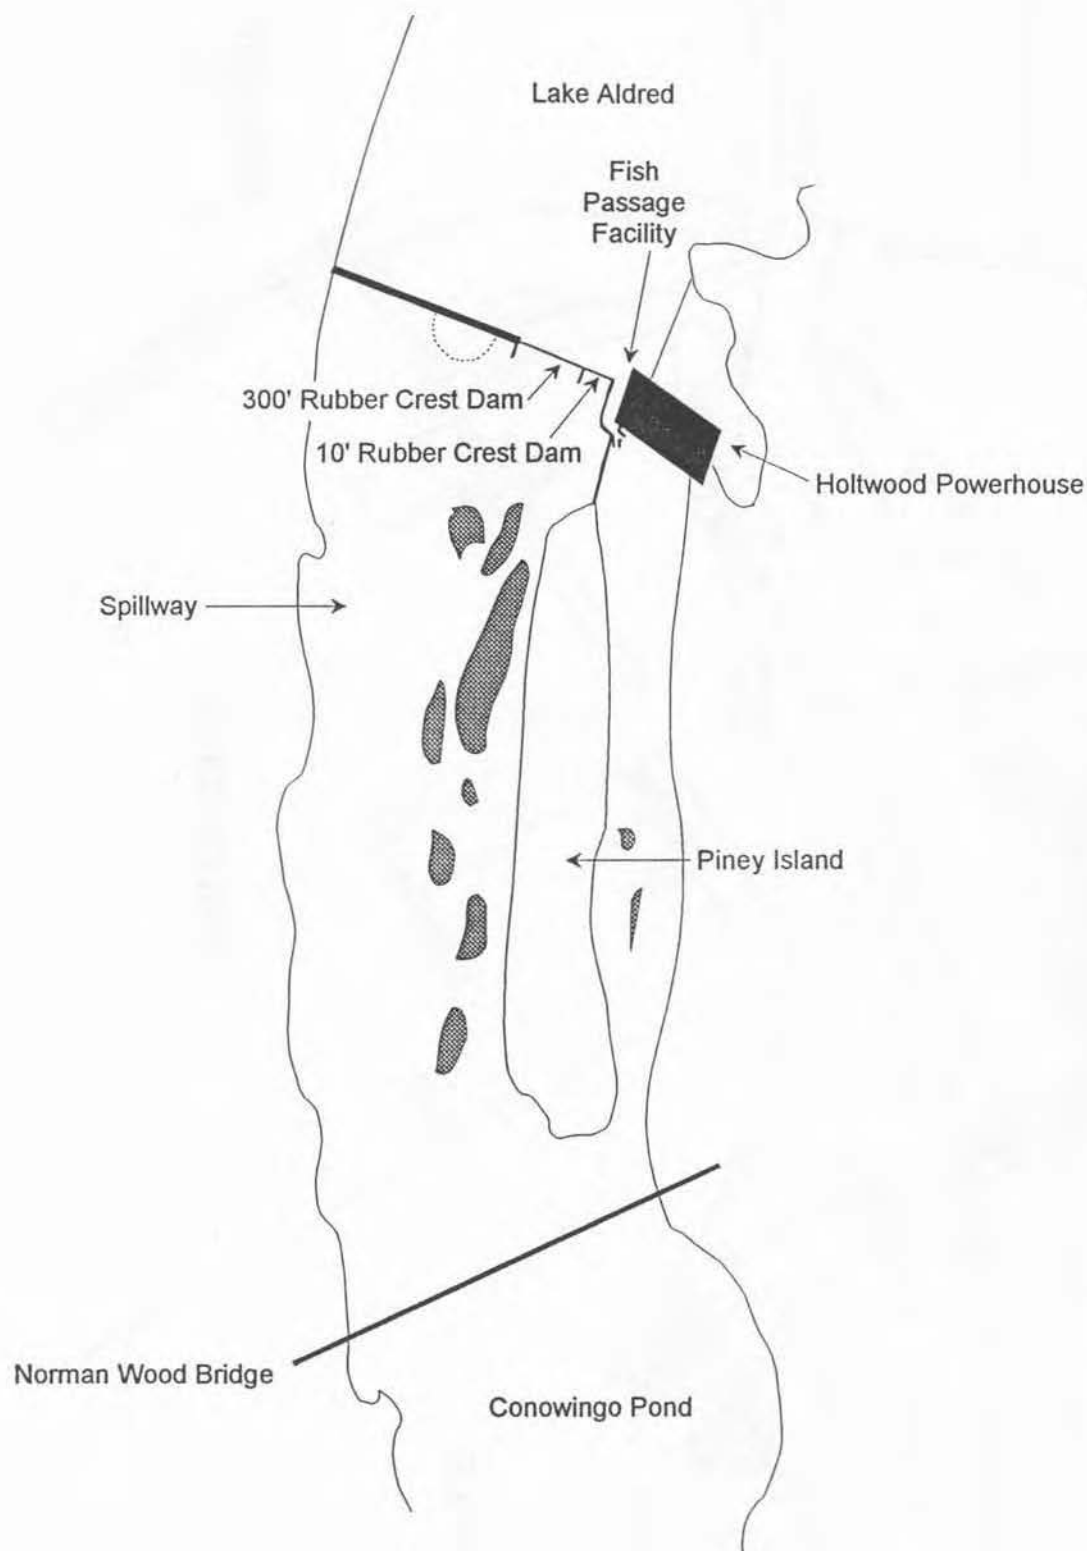 Lake Aldred
Fish
Passage
Facility
300' Rubber Crest Dam
10' Rubber Crest Dam
Holtwood Powerhouse
Spillway
Piney Island
Norman Wood Bridge
Conowingo Pond